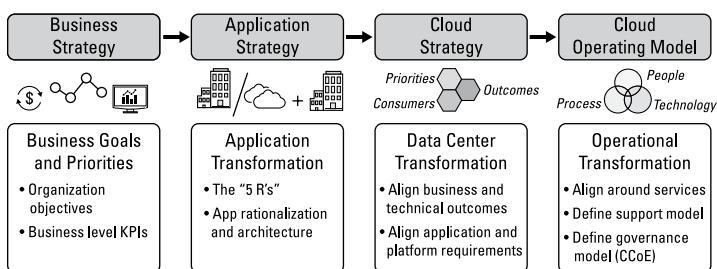 Business
Strategy
Application
Strategy
Cloud
Strategy
Cloud
Operating Model
$
Priorities
Consumers
Outcomes
People
Process
Technology
Business Goals
and Priorities
• Organization
objectives
• Business level KPIs
Application
Transformation
• The “5 R’s”
• App rationalization
and architecture
Data Center
Transformation
• Align business and
technical outcomes
• Align application and
platform requirements
Operational
Transformation
• Align around services
• Define support model
• Define governance
model (CCoE)